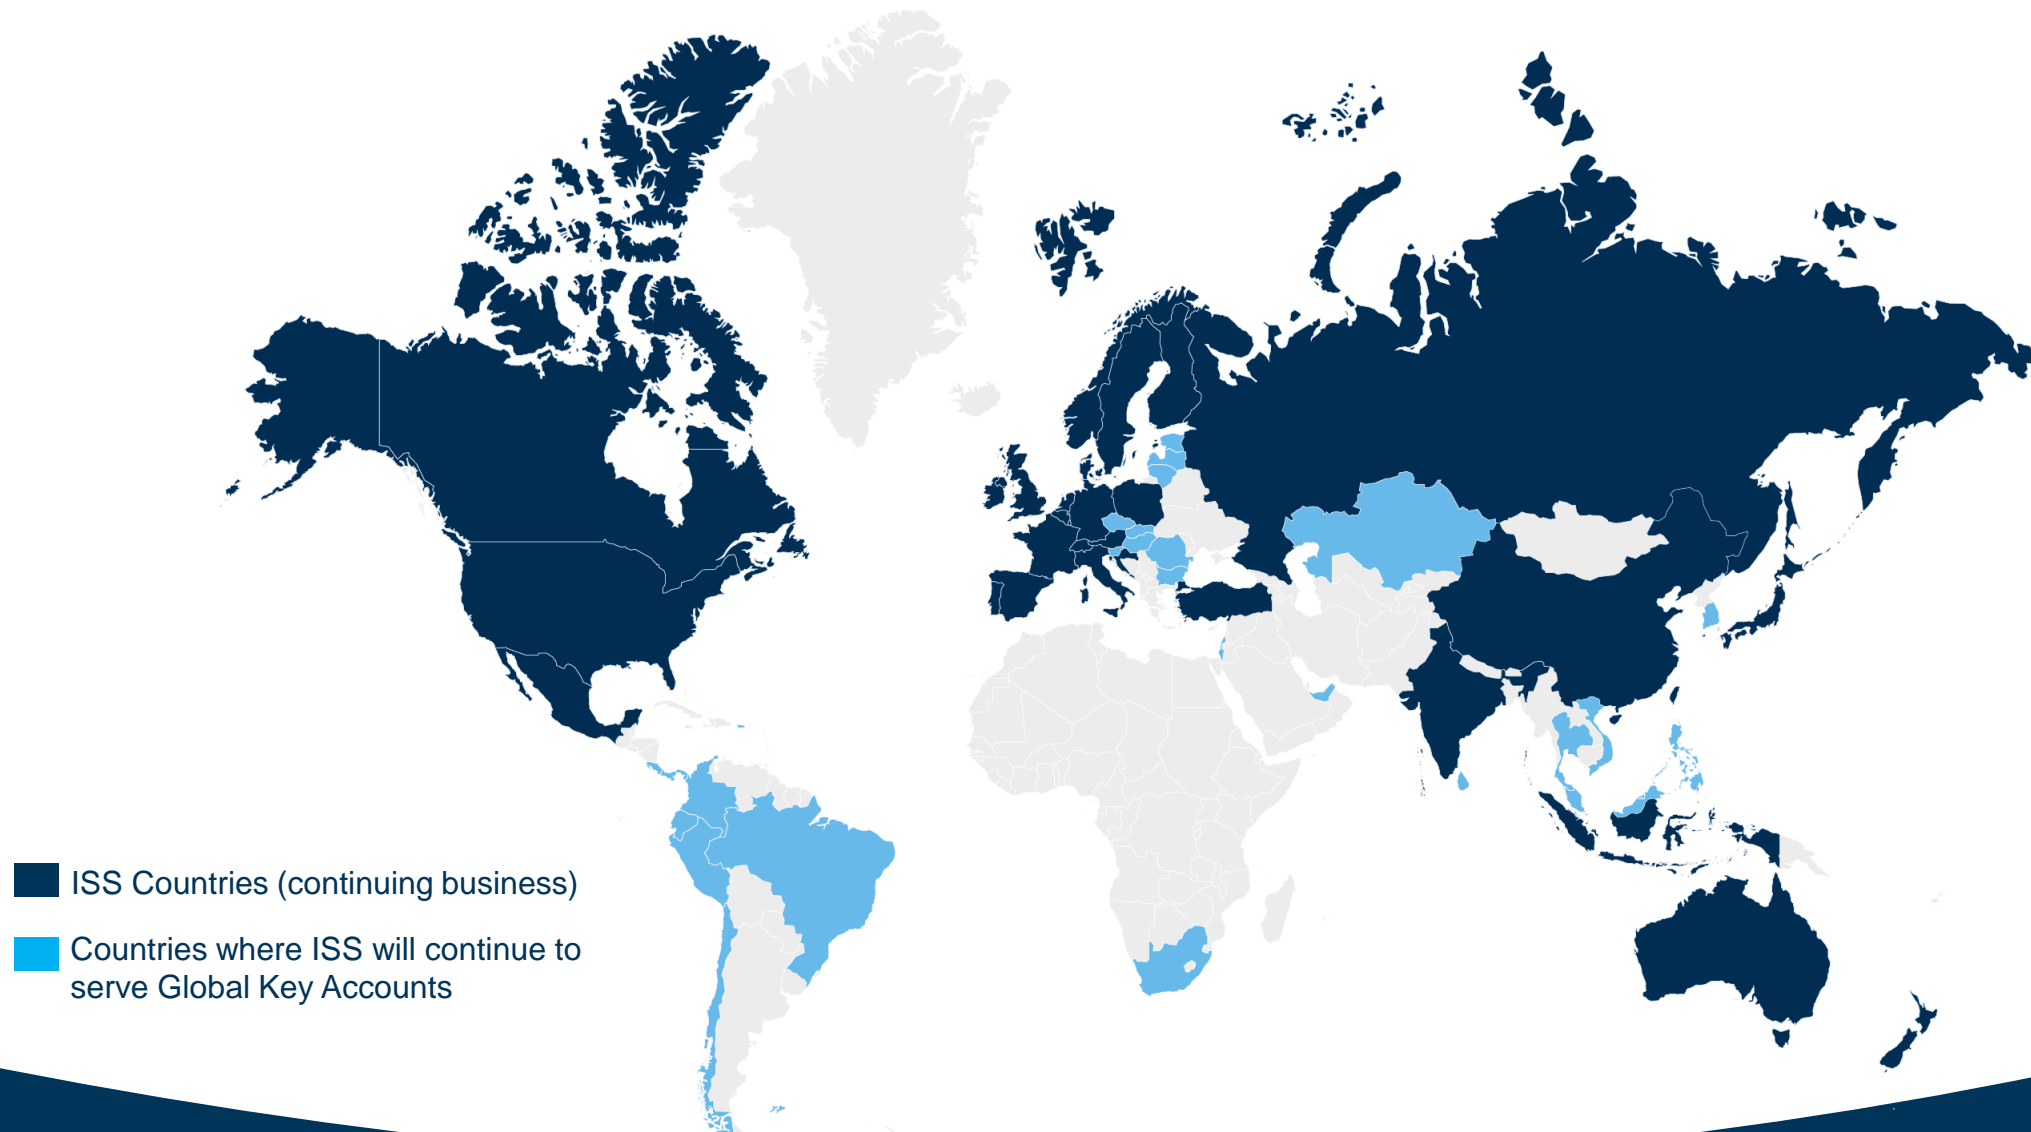 ISS Countries (continuing business)
Countries where ISS will continue to
serve Global Key Accounts